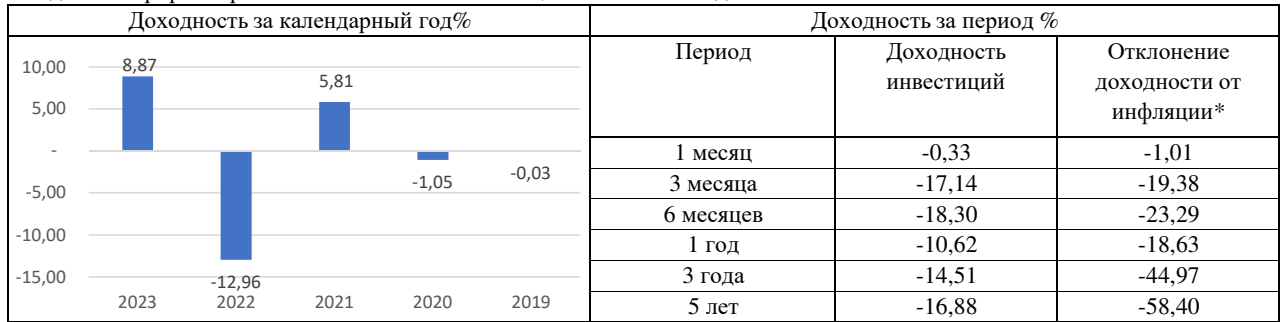 Доходность за календарный год%
10,00
5,00
-
-5,00
-10,00
-15,00
8,87
-12,96
5,81
-1,05
-0,03
2023 2022 2021 2020 2019
Доходность за период %
Период Доходность инвестиций Отклонение доходности от инфляции*
1 месяц -0,33 -1,01
3 месяца -17,14 -19,38
6 месяцев -18,30 -23,29
1 год -10,62 -18,63
3 года -14,51 -44,97
5 лет -16,88 -58,40